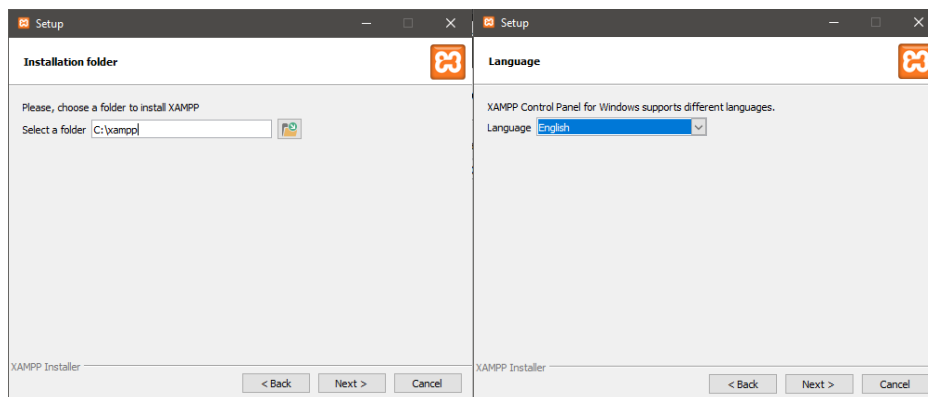 Setup
Installation folder
Please, choose a folder to install XAMPP
Select a folder C:\xampp
XAMPP Installer
< Back Next > Cancel
Setup
Language
XAMPP Control Panel for Windows supports different languages.
Language English
XAMPP Installer
< Back Next > Cancel